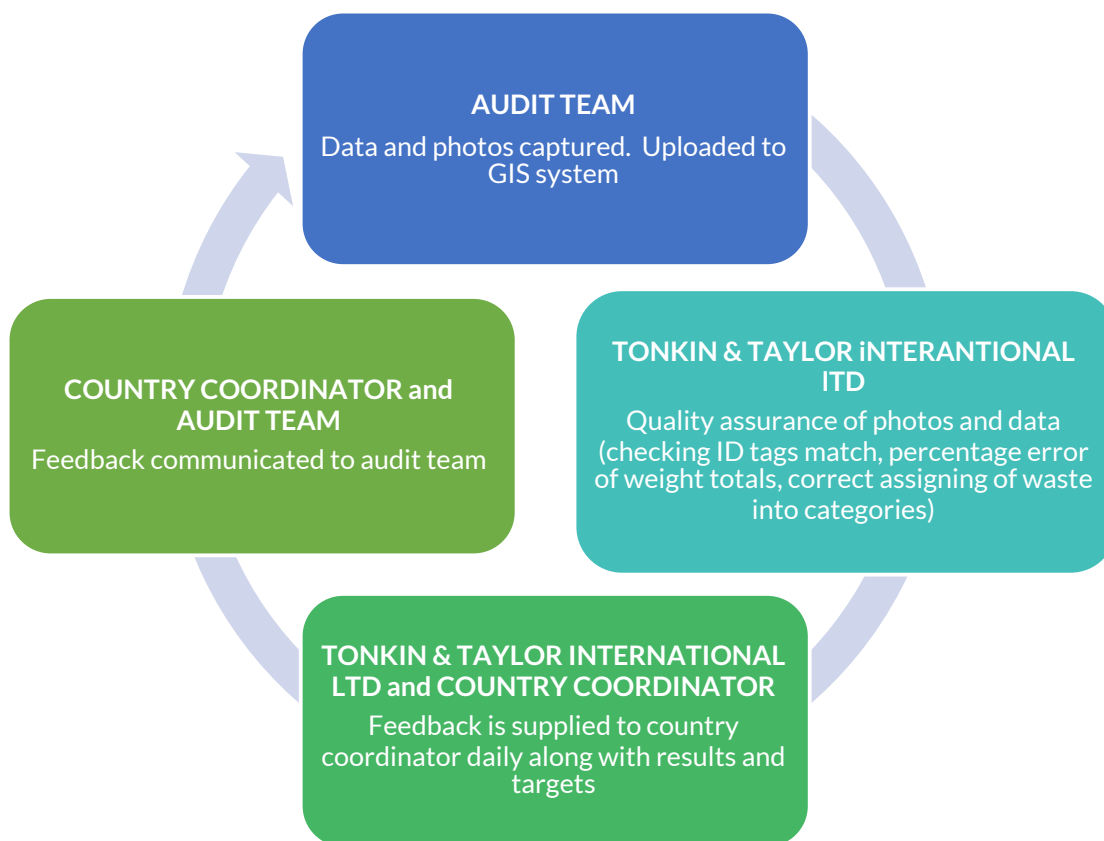 AUDIT TEAM
Data and photos captured.  Uploaded to
GIS system
TONKIN & TAYLOR iNTERANTIONAL
lTD
Quality assurance of photos and data
(checking ID tags match, percentage error
of weight totals, correct assigning of waste
into categories)
TONKIN & TAYLOR INTERNATIONAL
LTD and COUNTRY COORDINATOR
Feedback is supplied to country
coordinator daily along with results and
targets
COUNTRY COORDINATOR and
AUDIT TEAM
Feedback communicated to audit team